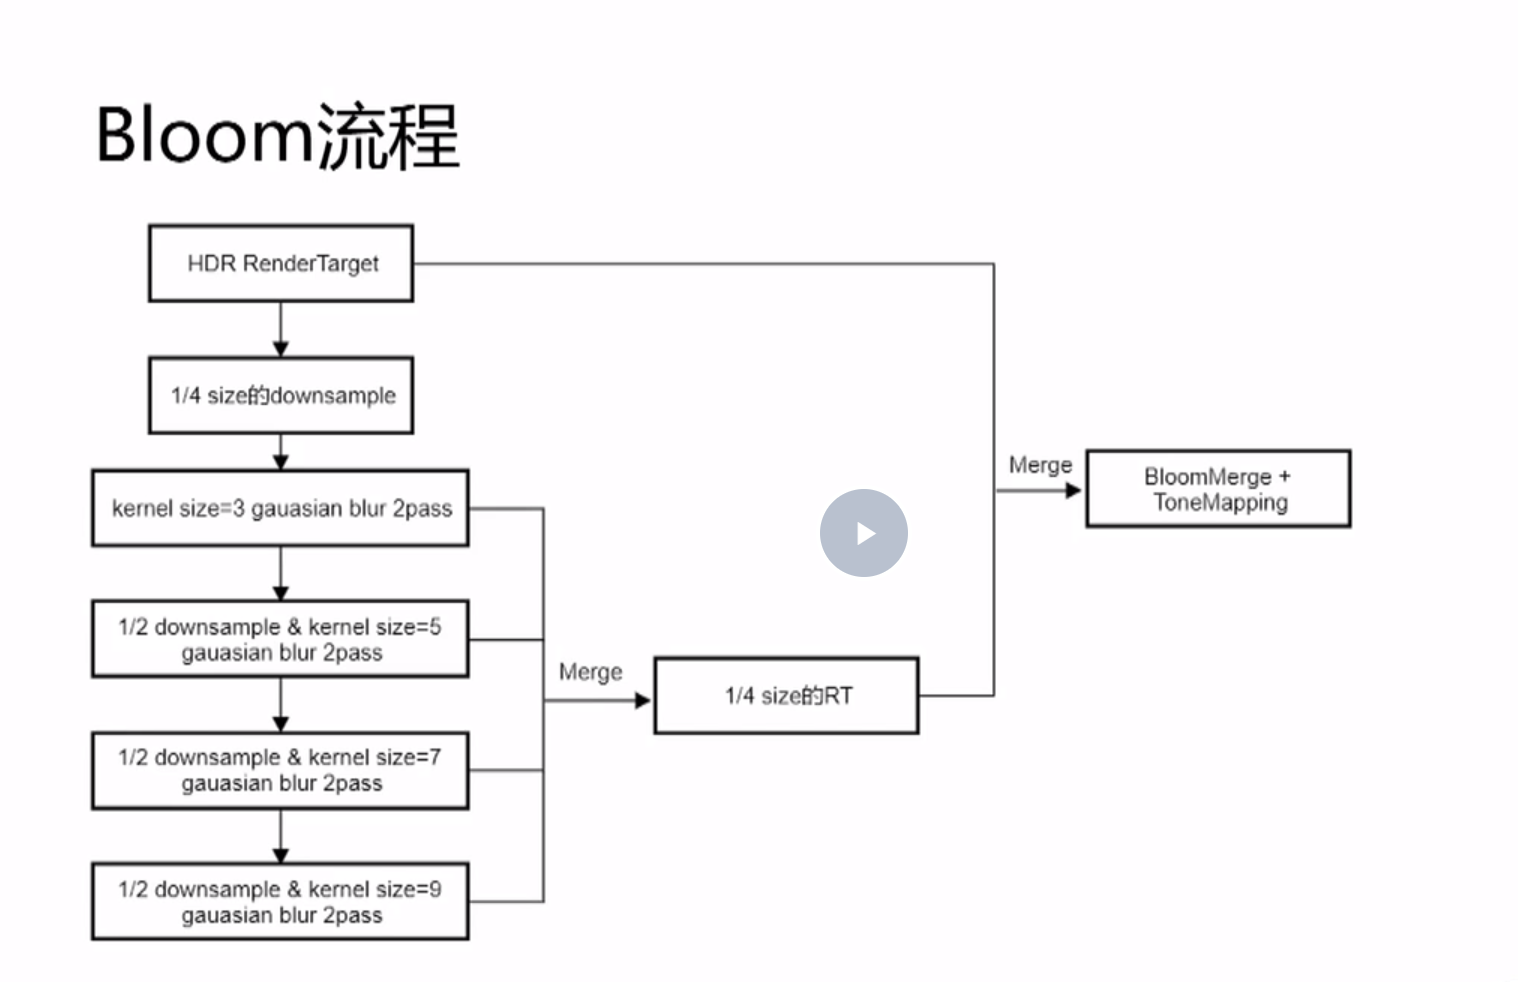 Bloom流程
HDR RenderTarget
1/4 size的downsample
kernel size=3 gauasian blur 2pass
1/2 downsample & kernel size=5
gauasian blur 2pass
1/2 downsample & kernel size=7
gauasian blur 2pass
1/2 downsample & kernel size=9
gauasian blur 2pass
Merge
1/4 size的RT
Merge
BloomMerge +
ToneMapping